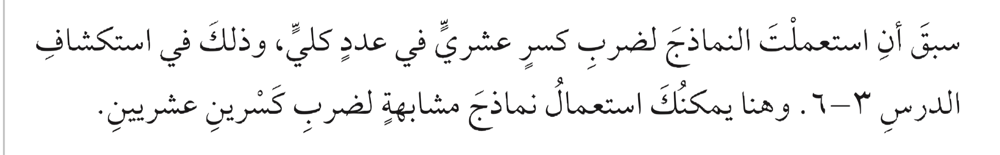 سبقَ أنِ استعملْتَ النماذجَ لضربِ كسرٍ عشريٍّ في عددٍ كليٍّ، وذلكَ في استكشافِ
الدرسِ ٣–٦ . وهنا يمكنُكَ استعمالُ نماذجَ مشابهةٍ لضربِ كَسْرينِ عشريينِ.